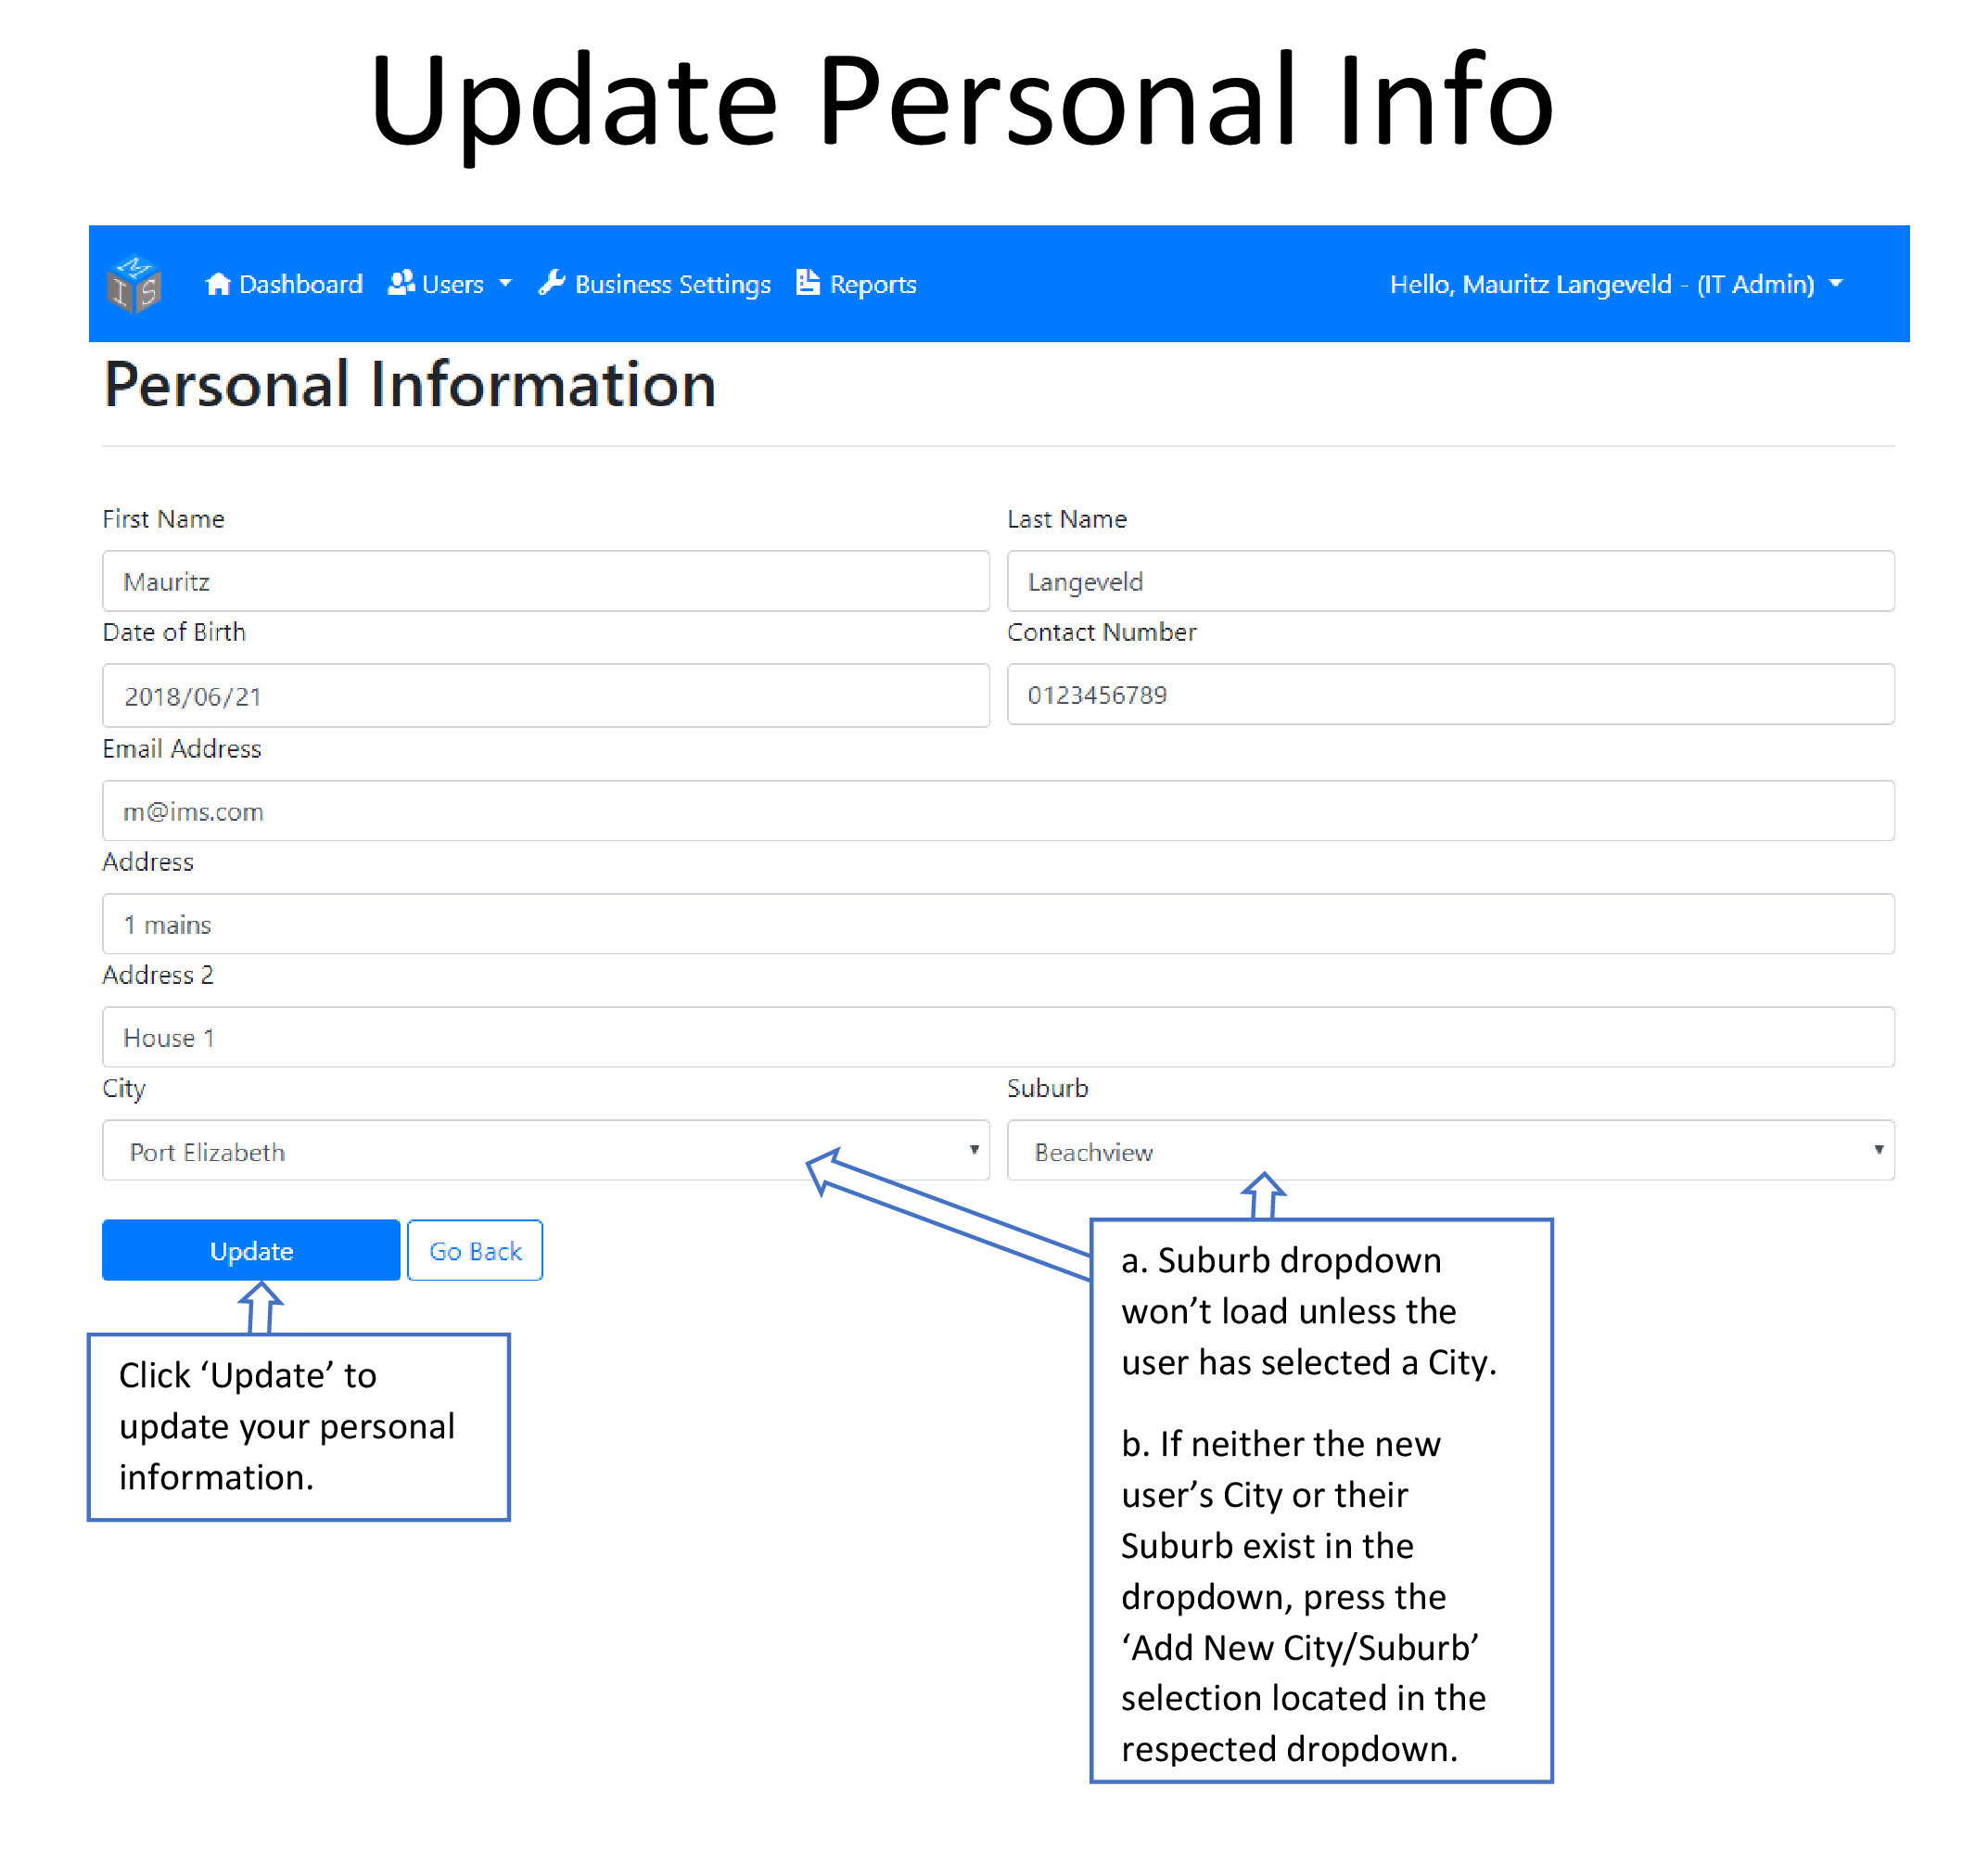 Update Personal Info
IMS
Dashboard Users Business Settings Reports Hello, Mauritz Langeveld - (IT Admin)
Personal Information
First Name Last Name
Mauritz Langeveld
Date of Birth Contact Number
2018/06/21 0123456789
Email Address
m@ims.com
Address
1 mains
Address 2
House 1
City Suburb
Port Elizabeth Beachview
Update Go Back
Click ‘Update’ to
update your personal
information.
a. Suburb dropdown
won’t load unless the
user has selected a City.
b. If neither the new
user’s City or their
Suburb exist in the
dropdown, press the
‘Add New City/Suburb’
selection located in the
respected dropdown.